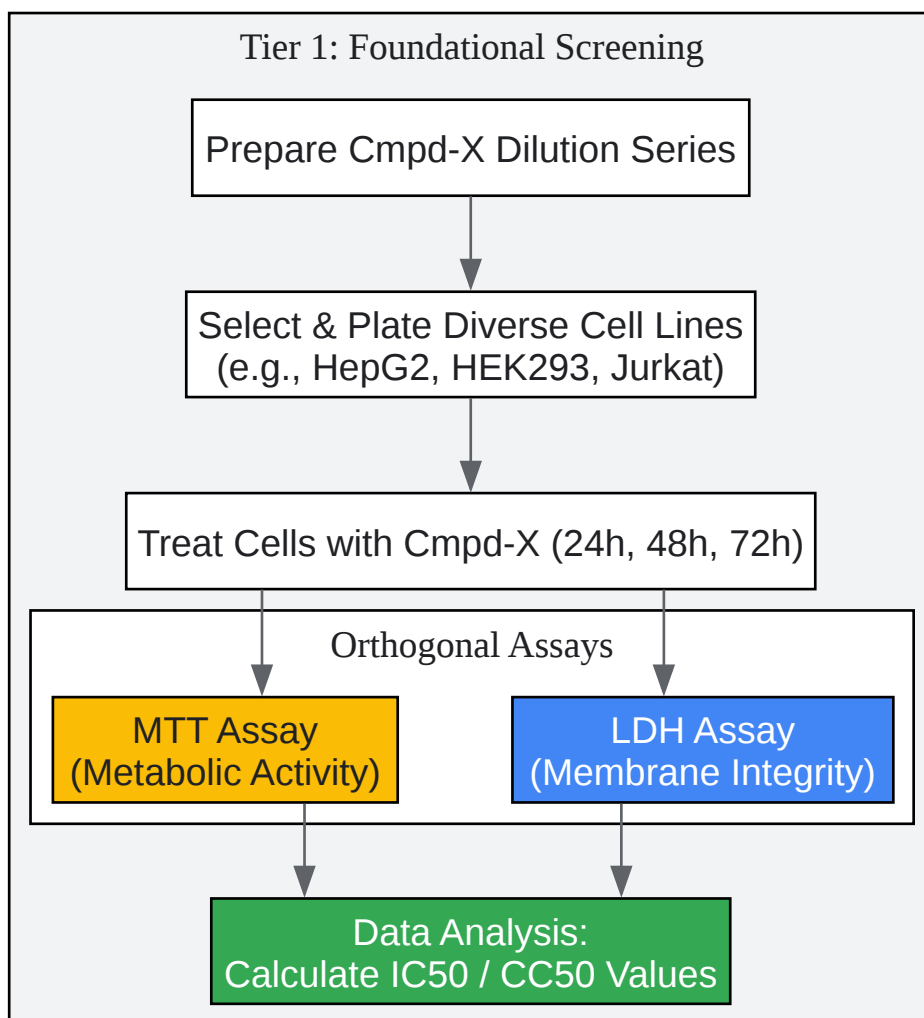 Tier 1: Foundational Screening
Prepare Cmpd-X Dilution Series
Select & Plate Diverse Cell Lines
(e.g., HepG2, HEK293, Jurkat)
Treat Cells with Cmpd-X (24h, 48h, 72h)
Orthogonal Assays
MTT Assay
(Metabolic Activity)
LDH Assay
(Membrane Integrity)
Data Analysis:
Calculate IC50 / CC50 Values